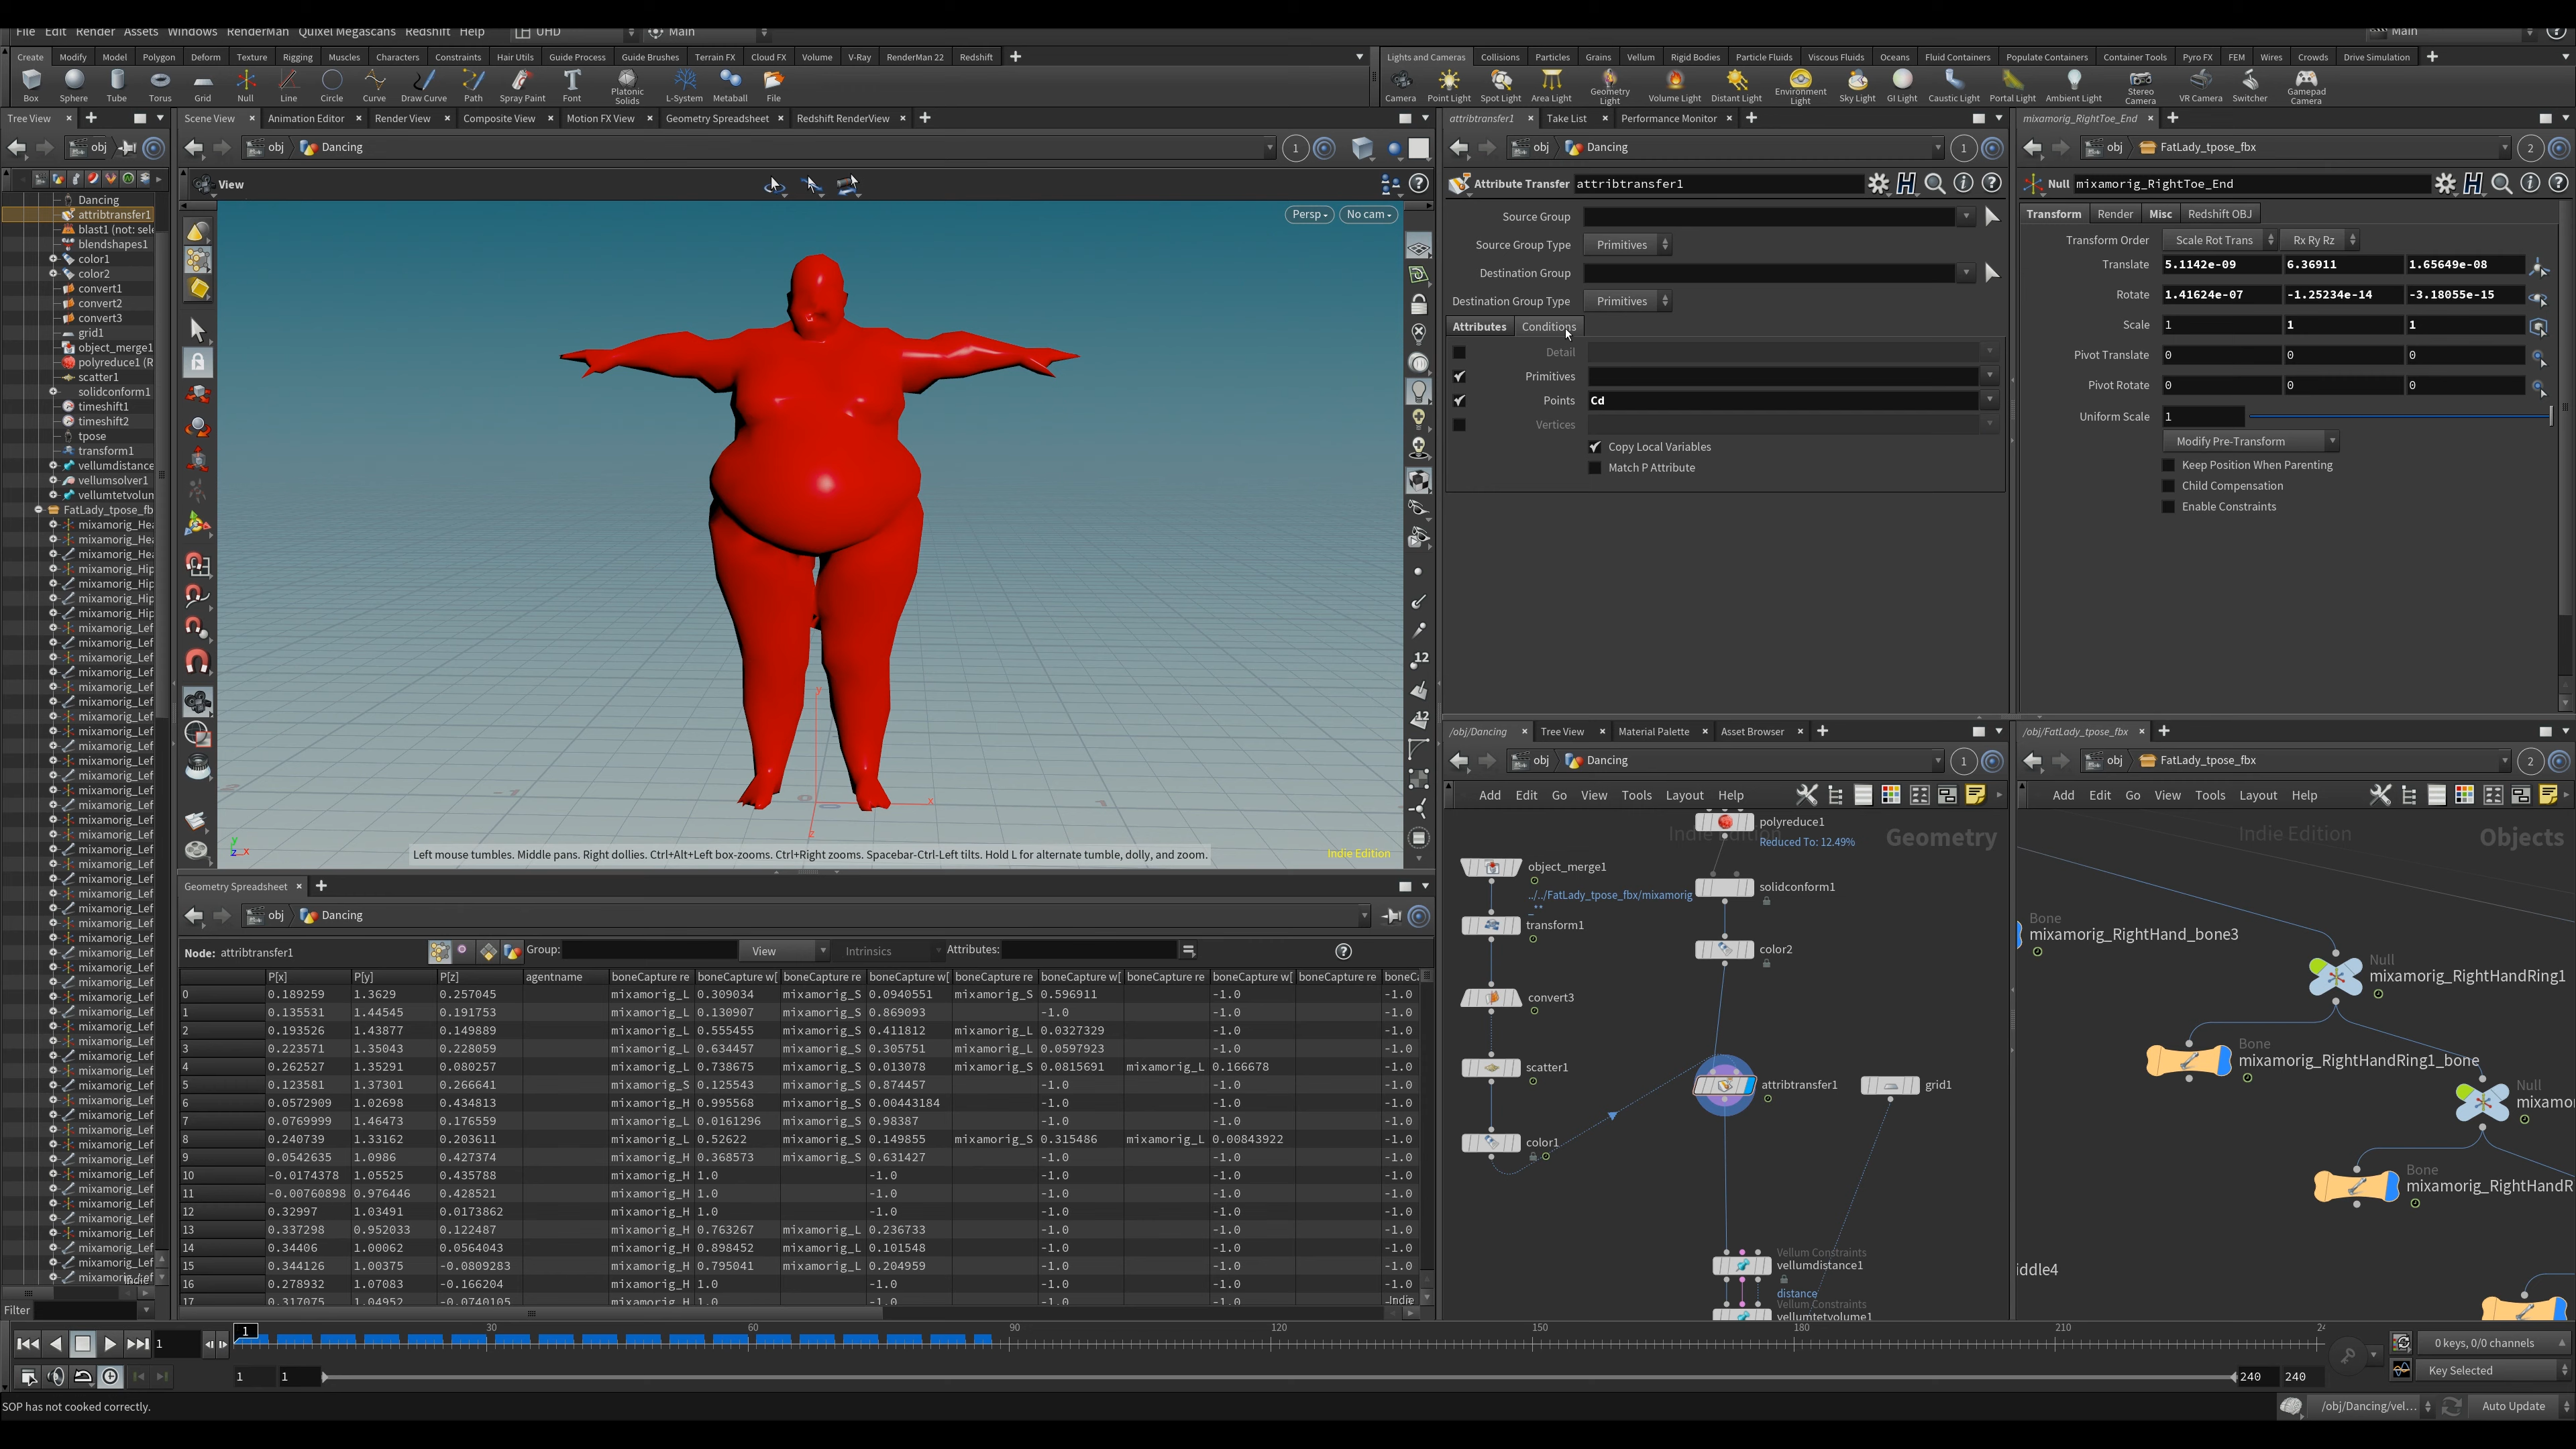 File Edit Render Assets Windows RenderMan Quixel Megascans Redshift Help UHD Main
Main
Create Modify Model Polygon Deform Texture Rigging Muscles Characters Constraints Hair Utils Guide Process Guide Brushes Terrain FX Cloud FX Volume V-Ray RenderMan 22 Redshift
Box Sphere Tube Torus Grid Null Line Circle Curve Draw Curve Path Spray Paint Font Platonic Solids L-System Metaball File
Lights and Cameras Collisions Particles Grains Vellum Rigid Bodies Particle Fluids Viscous Fluids Oceans Fluid Containers Populate Containers Container Tools Pyro FX FEM Wires Crowds Drive Simulation
Camera Point Light Spot Light Area Light Geometry Light Volume Light Distant Light Environment Light Sky Light GI Light Caustic Light Portal Light Ambient Light Stereo Camera VR Camera Switcher Gamepad Camera
Tree View
obj
Dancing
attribtransfer1
blast1 (not: sel
blendshapes1
color1
color2
convert1
convert2
convert3
grid1
object_merge1
polyreduce1 (R
scatter1
solidconform1
timeshift1
timeshift2
tpose
transform1
vellumdistance
vellumsolver1
vellumtetvolum
FatLady_tpose_fb
mixamorig_Hea
mixamorig_Hea
mixamorig_Hea
mixamorig_Hip
mixamorig_Hip
mixamorig_Hip
mixamorig_Hip
mixamorig_Lef
Filter
Scene View Animation Editor Render View Composite View Motion FX View Geometry Spreadsheet Redshift RenderView
obj Dancing 1
View
Persp No cam
Left mouse tumbles. Middle pans. Right dollies. Ctrl+Alt+Left box-zooms. Ctrl+Right zooms. Spacebar-Ctrl-Left tilts. Hold L for alternate tumble, dolly, and zoom.
Indie Edition
attribtransfer1 Take List Performance Monitor
obj Dancing 1
Attribute Transfer attribtransfer1
Source Group
Source Group Type Primitives
Destination Group
Destination Group Type Primitives
Attributes Conditions
Detail
Primitives
Points Cd
Vertices
Copy Local Variables
Match P Attribute
mixamorig_RightToe_End
obj FatLady_tpose_fbx 2
Null mixamorig_RightToe_End
Transform Render Misc Redshift OBJ
Transform Order Scale Rot Trans Rx Ry Rz
Translate 5.1142e-09 6.36911 1.65649e-08
Rotate 1.41624e-07 -1.25234e-14 -3.18055e-15
Scale 1 1 1
Pivot Translate 0 0 0
Pivot Rotate 0 0 0
Uniform Scale 1
Modify Pre-Transform
Keep Position When Parenting
Child Compensation
Enable Constraints
Geometry Spreadsheet
obj Dancing
Node: attribtransfer1 Group: View Intrinsics Attributes:
P[x] P[y] P[z] agentname boneCapture re boneCapture w[ boneCapture re boneCapture w[ boneCapture re boneCapture w[ boneCapture re boneCapture w[ boneCapture re boneC
0 0.189259 1.3629 0.257045 mixamorig_L 0.309034 mixamorig_S 0.0940551 mixamorig_S 0.596911 -1.0 -1.0
1 0.135531 1.44545 0.191753 mixamorig_L 0.130907 mixamorig_S 0.869093 -1.0 -1.0 -1.0
2 0.193526 1.43877 0.149889 mixamorig_L 0.555455 mixamorig_S 0.411812 mixamorig_L 0.0327329 -1.0 -1.0
3 0.223571 1.35043 0.228059 mixamorig_L 0.634457 mixamorig_S 0.305751 mixamorig_L 0.0597923 -1.0 -1.0
4 0.262527 1.35291 0.080257 mixamorig_L 0.738675 mixamorig_S 0.013078 mixamorig_S 0.0815691 mixamorig_L 0.166678 -1.0
5 0.123581 1.37301 0.266641 mixamorig_S 0.125543 mixamorig_S 0.874457 -1.0 -1.0 -1.0
6 0.0572909 1.02698 0.434813 mixamorig_H 0.995568 mixamorig_S 0.00443184 -1.0 -1.0 -1.0
7 0.0769999 1.46473 0.176559 mixamorig_L 0.0161296 mixamorig_S 0.98387 -1.0 -1.0 -1.0
8 0.240739 1.33162 0.203611 mixamorig_L 0.52622 mixamorig_S 0.149855 mixamorig_S 0.315486 mixamorig_L 0.00843922 -1.0
9 0.0542635 1.0986 0.427374 mixamorig_H 0.368573 mixamorig_S 0.631427 -1.0 -1.0 -1.0
10 -0.0174378 1.05525 0.435788 mixamorig_H 1.0 -1.0 -1.0 -1.0 -1.0
11 -0.00760898 0.976446 0.428521 mixamorig_H 1.0 -1.0 -1.0 -1.0 -1.0
12 0.32997 1.03491 0.0173862 mixamorig_H 1.0 -1.0 -1.0 -1.0 -1.0
13 0.337298 0.952033 0.122487 mixamorig_H 0.763267 mixamorig_L 0.236733 -1.0 -1.0 -1.0
14 0.34406 1.00062 0.0564043 mixamorig_H 0.898452 mixamorig_L 0.101548 -1.0 -1.0 -1.0
15 0.344126 1.00375 -0.0809283 mixamorig_H 0.795041 mixamorig_L 0.204959 -1.0 -1.0 -1.0
16 0.278932 1.07083 -0.166204 mixamorig_H 1.0 -1.0 -1.0 -1.0 -1.0
17 0.317075 1.04952 -0.0740105 mixamorig_H 1.0 -1.0 -1.0 -1.0 -1.0
/obj/Dancing Tree View Material Palette Asset Browser
obj Dancing 1
Add Edit Go View Tools Layout Help
Indie Edition Geometry
polyreduce1
Reduced To: 12.49%
object_merge1
../../FatLady_tpose_fbx/mixamorig
_**
solidconform1
transform1
color2
convert3
scatter1
attribtransfer1
grid1
color1
Vellum Constraints
vellumdistance1
distance
Vellum Constraints
vellumtetvolume1
/obj/FatLady_tpose_fbx
obj FatLady_tpose_fbx 2
Add Edit Go View Tools Layout Help
Indie Edition Objects
Bone
mixamorig_RightHand_bone3
Null
mixamorig_RightHandRing1
Bone
mixamorig_RightHandRing1_bone
Null
mixamo
Bone
mixamorig_RightHandR
iddle4
1 1 30 60 90 120 150 180 210 24
1 1 240 240
0 keys, 0/0 channels
Key Selected
SOP has not cooked correctly.
/obj/Dancing/vel... Auto Update